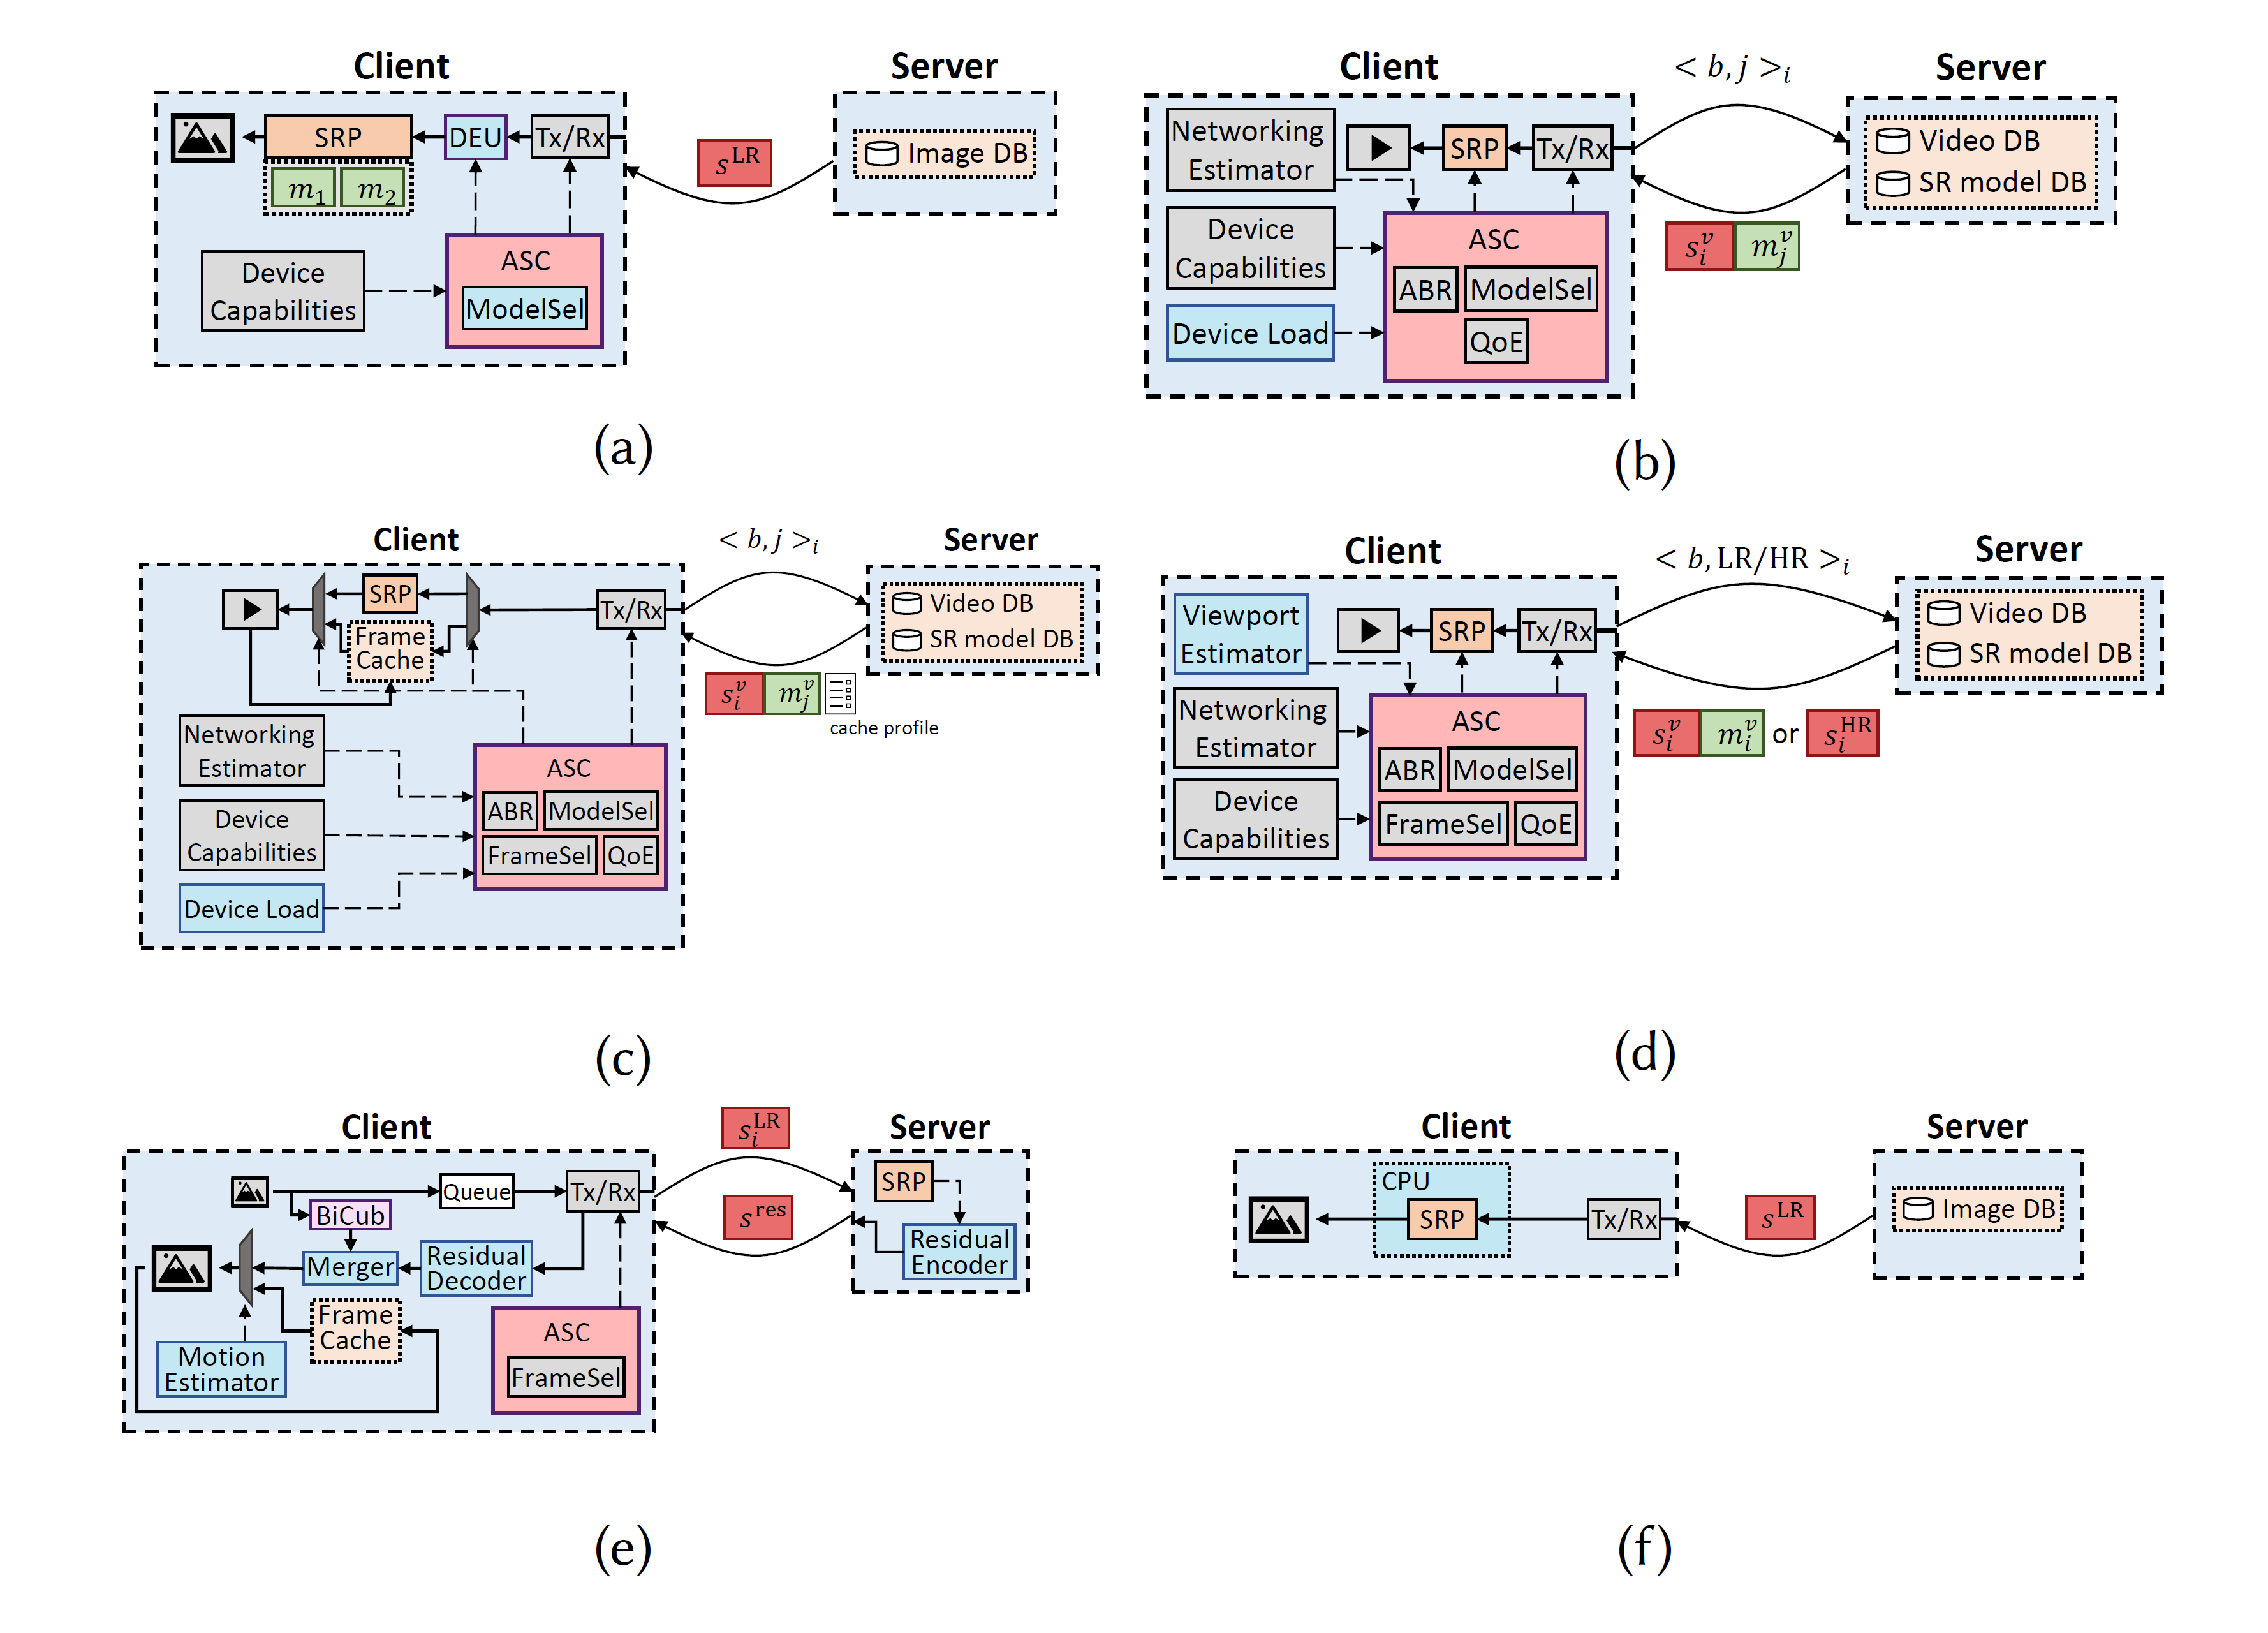 Client
Server
SRP
DEU
Tx/Rx
m₁
m₂
s^LR
Image DB
Device
Capabilities
ASC
ModelSel
(a)
Client
< b, j >ᵢ
Server
Networking
Estimator
SRP
Tx/Rx
Video DB
SR model DB
Device
Capabilities
ASC
ABR
ModelSel
QoE
Device Load
s_i^v
m_j^v
(b)
Client
< b, j >ᵢ
Server
SRP
Tx/Rx
Frame
Cache
Video DB
SR model DB
s_i^v
m_j^v
cache profile
Networking
Estimator
Device
Capabilities
Device Load
ASC
ABR
ModelSel
FrameSel
QoE
(c)
Client
< b, LR/HR >ᵢ
Server
Viewport
Estimator
SRP
Tx/Rx
Video DB
SR model DB
Networking
Estimator
Device
Capabilities
ASC
ABR
ModelSel
FrameSel
QoE
s_i^v
m_i^v
or
s_i^HR
(d)
Client
s_i^LR
Server
Queue
Tx/Rx
BiCub
s^res
SRP
Residual
Encoder
Merger
Residual
Decoder
Frame
Cache
Motion
Estimator
ASC
FrameSel
(e)
Client
Server
CPU
SRP
Tx/Rx
s^LR
Image DB
(f)